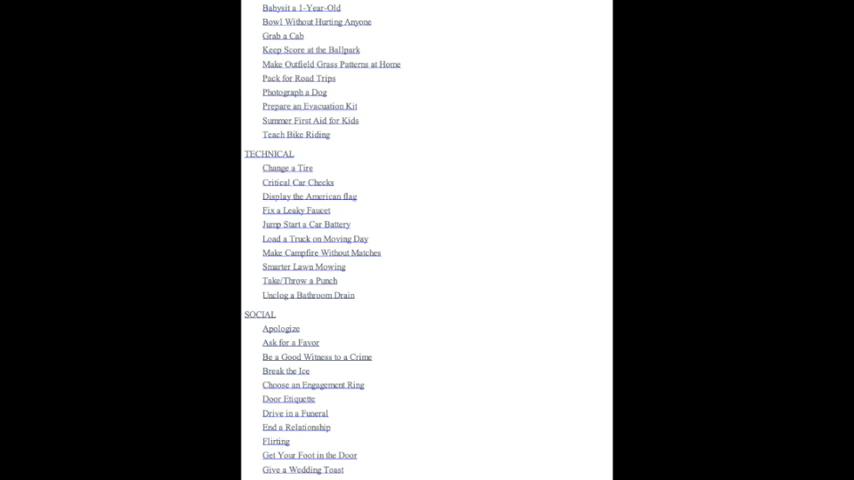 Babysit a 1-Year-Old
Bowl Without Hurting Anyone
Grab a Cab
Keep Score at the Ballpark
Make Outfield Grass Patterns at Home
Pack for Road Trips
Photograph a Dog
Prepare an Evacuation Kit
Summer First Aid for Kids
Teach Bike Riding
TECHNICAL
Change a Tire
Critical Car Checks
Display the American flag
Fix a Leaky Faucet
Jump Start a Car Battery
Load a Truck on Moving Day
Make Campfire Without Matches
Smarter Lawn Mowing
Take/Throw a Punch
Unclog a Bathroom Drain
SOCIAL
Apologize
Ask for a Favor
Be a Good Witness to a Crime
Break the Ice
Choose an Engagement Ring
Door Etiquette
Drive in a Funeral
End a Relationship
Flirting
Get Your Foot in the Door
Give a Wedding Toast